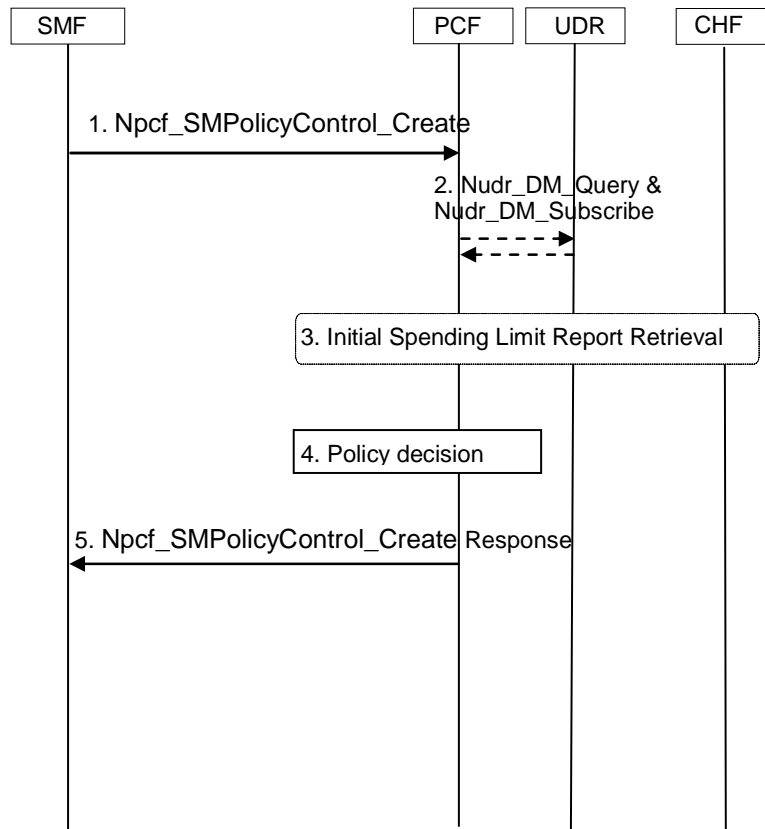 SMF
PCF
UDR
CHF
1. Npcf_SMPolicyControl_Create
2. Nudr_DM_Query &
Nudr_DM_Subscribe
3. Initial Spending Limit Report Retrieval
4. Policy decision
5. Npcf_SMPolicyControl_Create Response